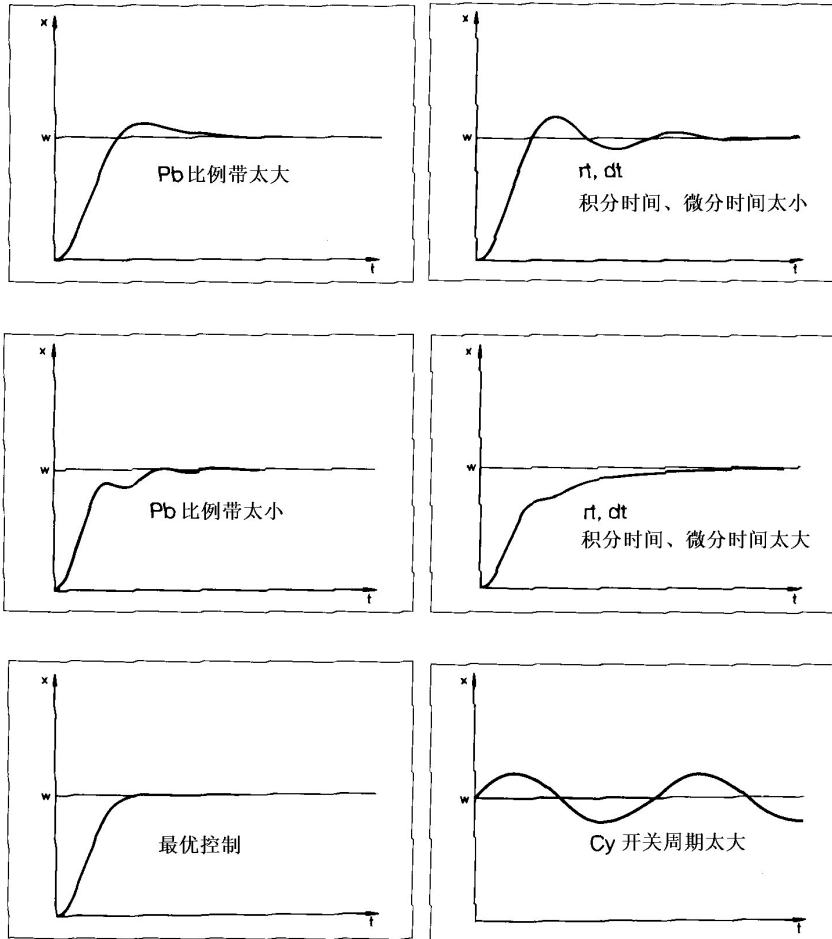 x
w
Pb 比例带太大
t
x
w
rt, dt
积分时间、微分时间太小
t
x
w
Pb 比例带太小
t
x
w
rt, dt
积分时间、微分时间太大
t
x
w
最优控制
t
x
w
Cy 开关周期太大
t